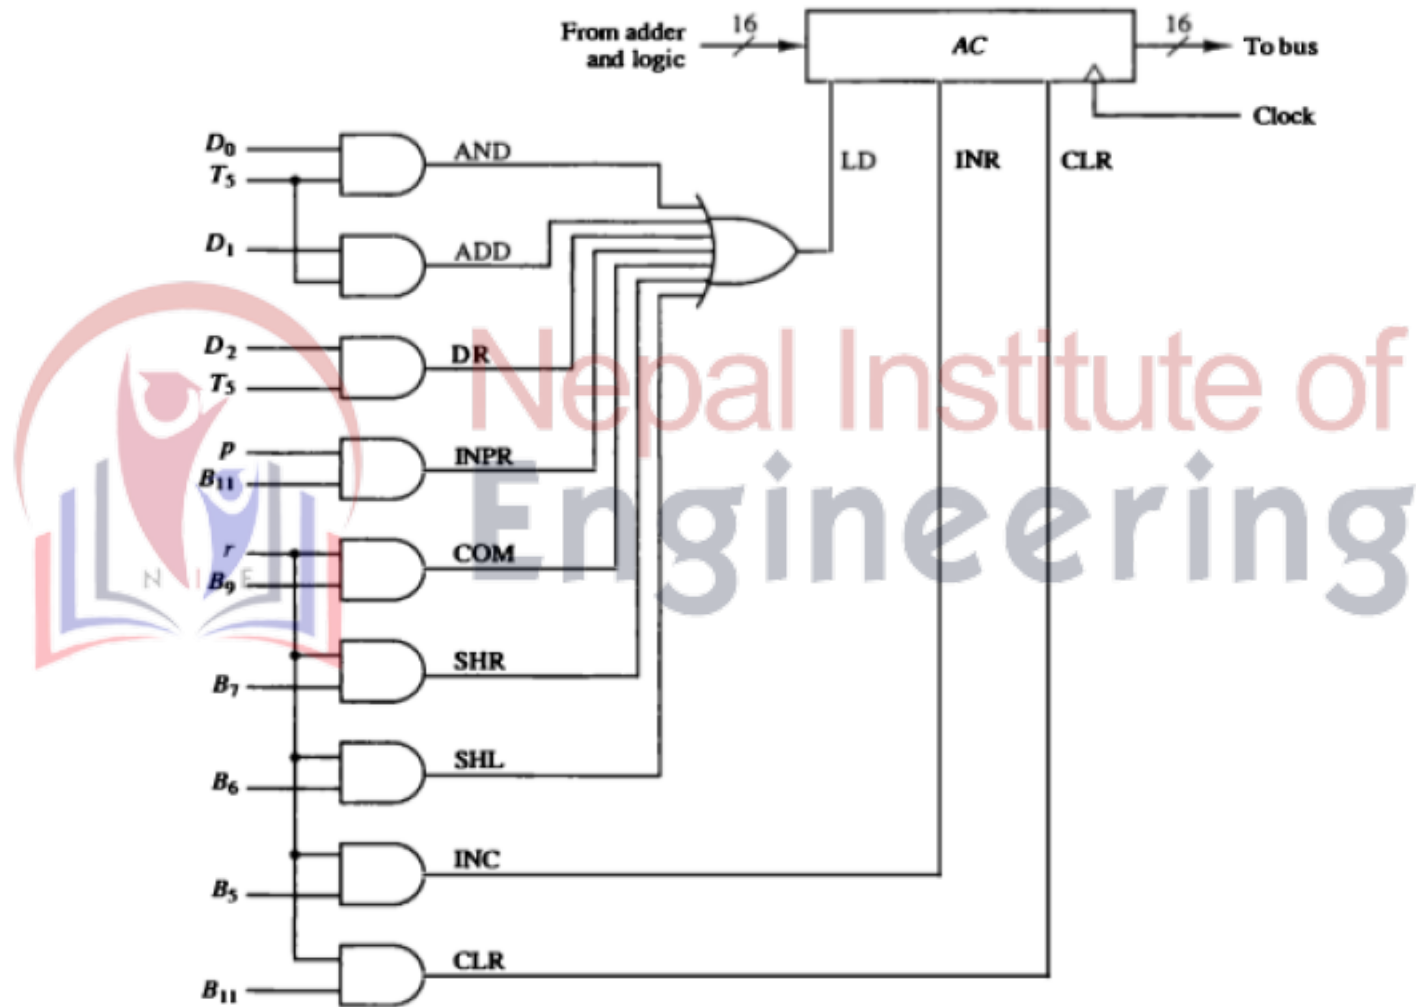 From adder
and logic
16
AC
16
To bus
Clock
LD
INR
CLR
D₀
T₅
AND
D₁
ADD
D₂
T₅
DR
p
B₁₁
INPR
r
B₉
COM
B₇
SHR
B₆
SHL
B₅
INC
B₁₁
CLR
Nepal Institute of
Engineering
N I E